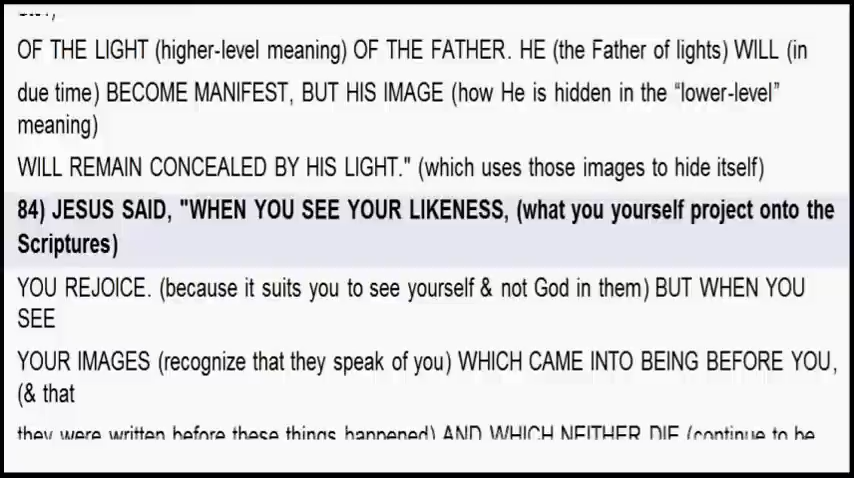 OF THE LIGHT (higher-level meaning) OF THE FATHER. HE (the Father of lights) WILL (in
due time) BECOME MANIFEST, BUT HIS IMAGE (how He is hidden in the “lower-level”
meaning)
WILL REMAIN CONCEALED BY HIS LIGHT." (which uses those images to hide itself)
84) JESUS SAID, "WHEN YOU SEE YOUR LIKENESS, (what you yourself project onto the
Scriptures)
YOU REJOICE. (because it suits you to see yourself & not God in them) BUT WHEN YOU
SEE
YOUR IMAGES (recognize that they speak of you) WHICH CAME INTO BEING BEFORE YOU,
(& that
they were written before these things happened) AND WHICH NEITHER DIE (continue to be